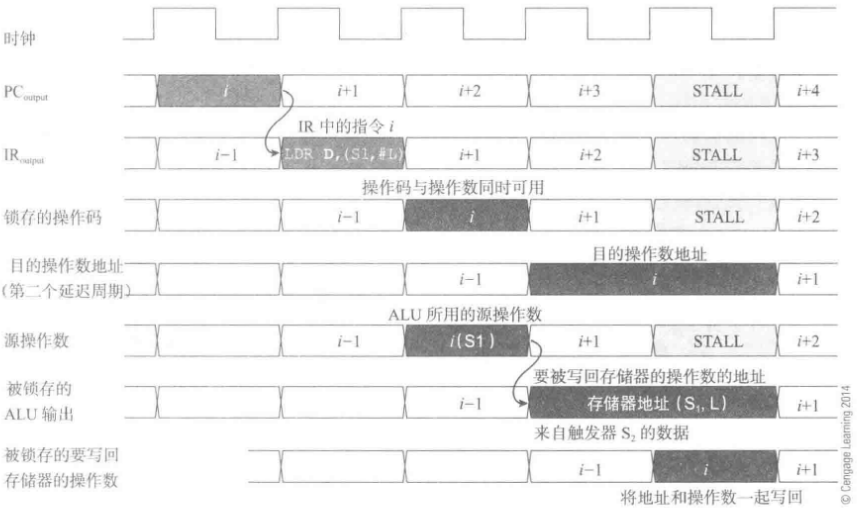 时钟
PCoutput i i+1 i+2 i+3 STALL i+4
IR 中的指令 i
IRoutput i−1 LDR D,(S1,#L) i+1 i+2 STALL i+3
操作码与操作数同时可用
锁存的操作码 i−1 i i+1 STALL i+2
目的操作数地址
目的操作数地址
(第二个延迟周期) i−1 i i+1
ALU 所用的源操作数
源操作数 i−1 i(S1) i+1 STALL i+2
要被写回存储器的操作数的地址
被锁存的
ALU 输出 i−1 存储器地址 (S₁, L) i+1
来自触发器 S₂ 的数据
被锁存的要写回
存储器的操作数 i−1 i i+1
将地址和操作数一起写回
© Cengage Learning 2014